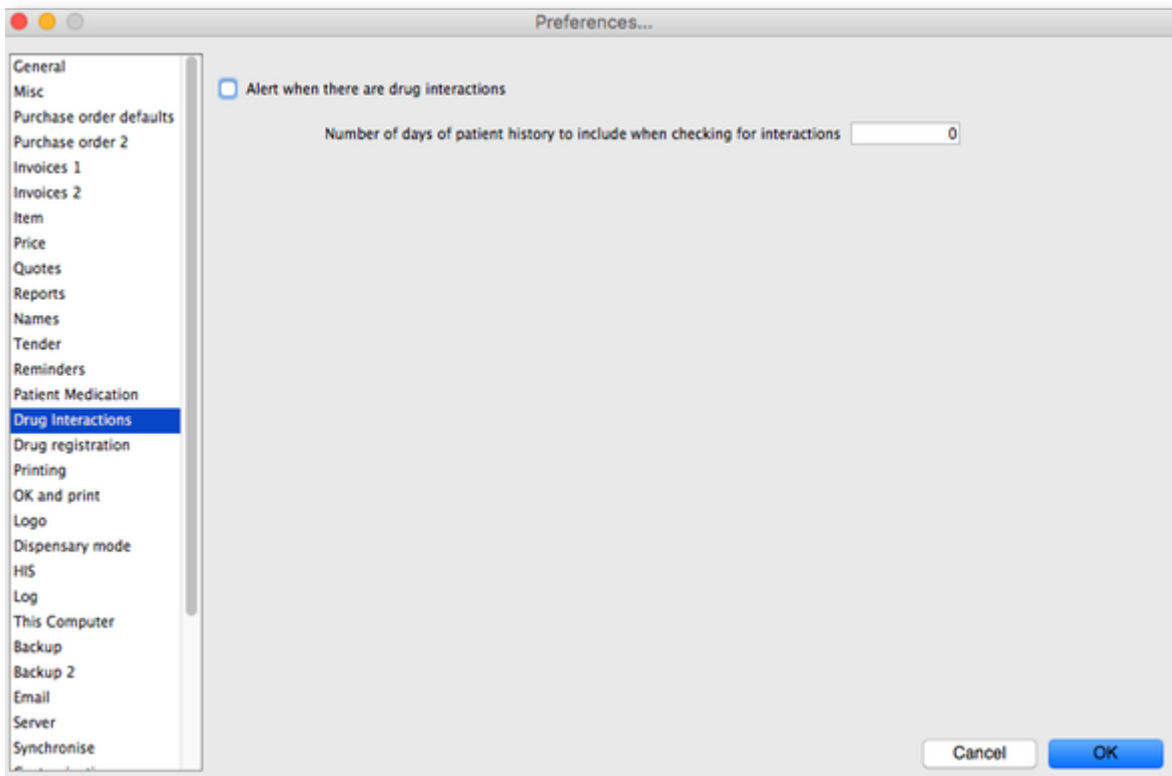 Preferences...
General
Misc
Purchase order defaults
Purchase order 2
Invoices 1
Invoices 2
Item
Price
Quotes
Reports
Names
Tender
Reminders
Patient Medication
Drug Interactions
Drug registration
Printing
OK and print
Logo
Dispensary mode
HIS
Log
This Computer
Backup
Backup 2
Email
Server
Synchronise
Alert when there are drug interactions
Number of days of patient history to include when checking for interactions 0
Cancel OK